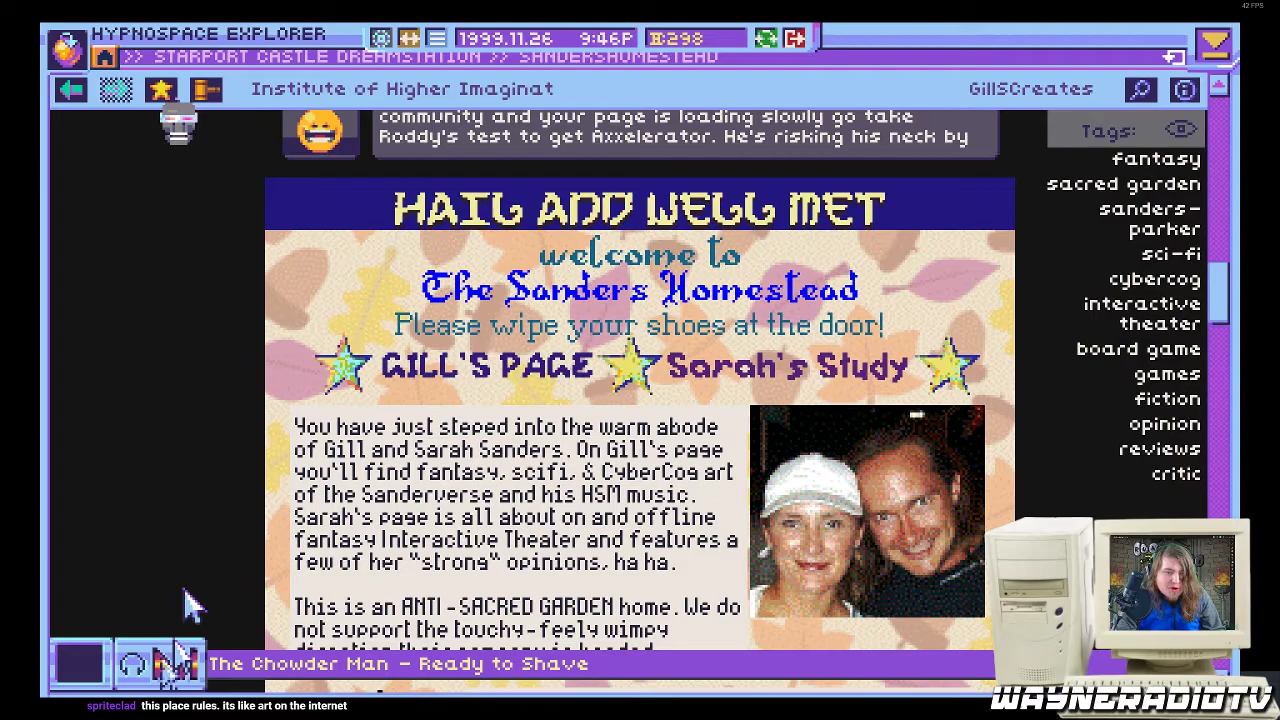 42 FPS
HYPNOSPACE EXPLORER
1999.11.26 9:46P
298
>> STARPORT CASTLE DREAMSTATION >> SANDERSHOMESTEAD
Institute of Higher Imaginat
GillSCreates
community and your page is loading slowly go take
Roddy's test to get Axxelerator. He's risking his neck by
Tags:
fantasy
sacred garden
sanders-
parker
sci-fi
cybercog
interactive
theater
board game
games
fiction
opinion
reviews
critic
HAIL AND WELL MET
welcome to
The Sanders Homestead
Please wipe your shoes at the door!
GILL'S PAGE
Sarah's Study
You have just steped into the warm abode
of Gill and Sarah Sanders. On Gill's page
you'll find fantasy, scifi, & CyberCog art
of the Sanderverse and his HSM music.
Sarah's page is all about on and offline
fantasy Interactive Theater and features a
few of her "strong" opinions, ha ha.
This is an ANTI-SACRED GARDEN home. We do
not support the touchy-feely wimpy
The Chowder Man - Ready to Shave
WAYNERADIOTV
spriteclad this place rules. its like art on the internet